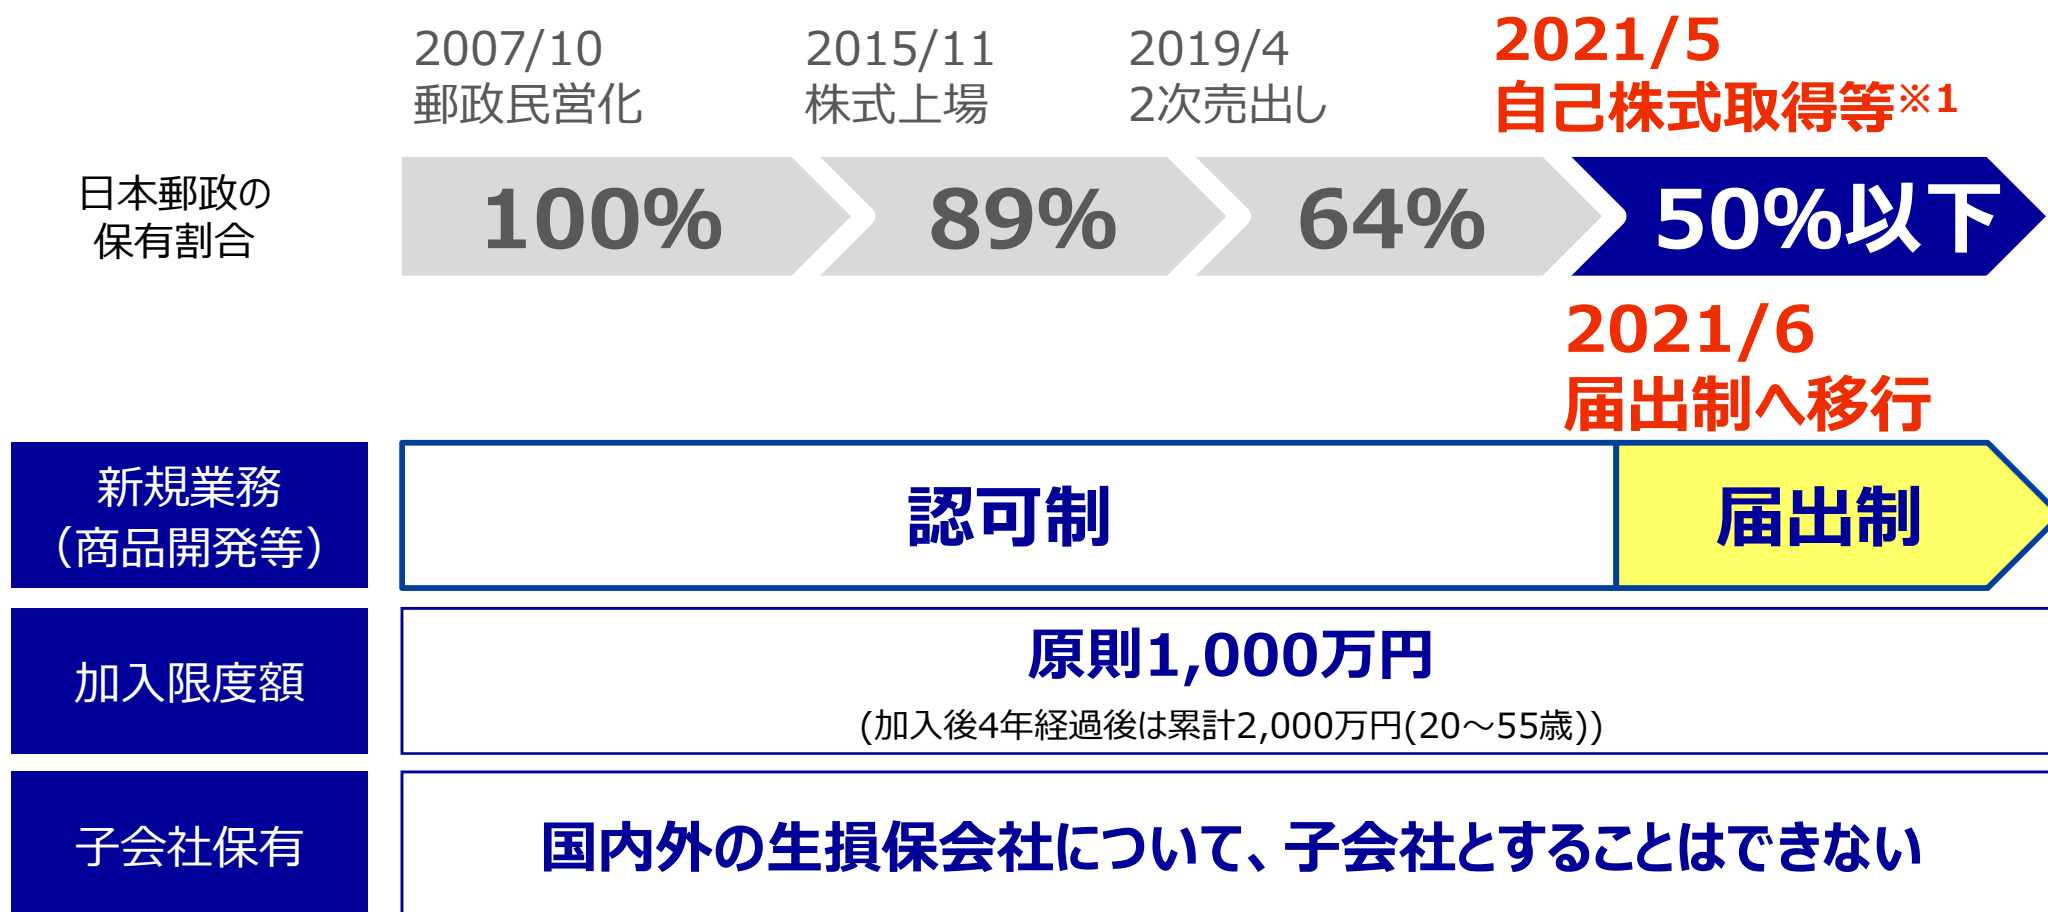 2007/10
郵政民営化
2015/11
株式上場
2019/4
2次売出し
2021/5
自己株式取得等※1
日本郵政の
保有割合
100%
89%
64%
50%以下
2021/6
届出制へ移行
新規業務
（商品開発等）
認可制
届出制
加入限度額
原則1,000万円
(加入後4年経過後は累計2,000万円(20～55歳))
子会社保有
国内外の生損保会社について、子会社とすることはできない